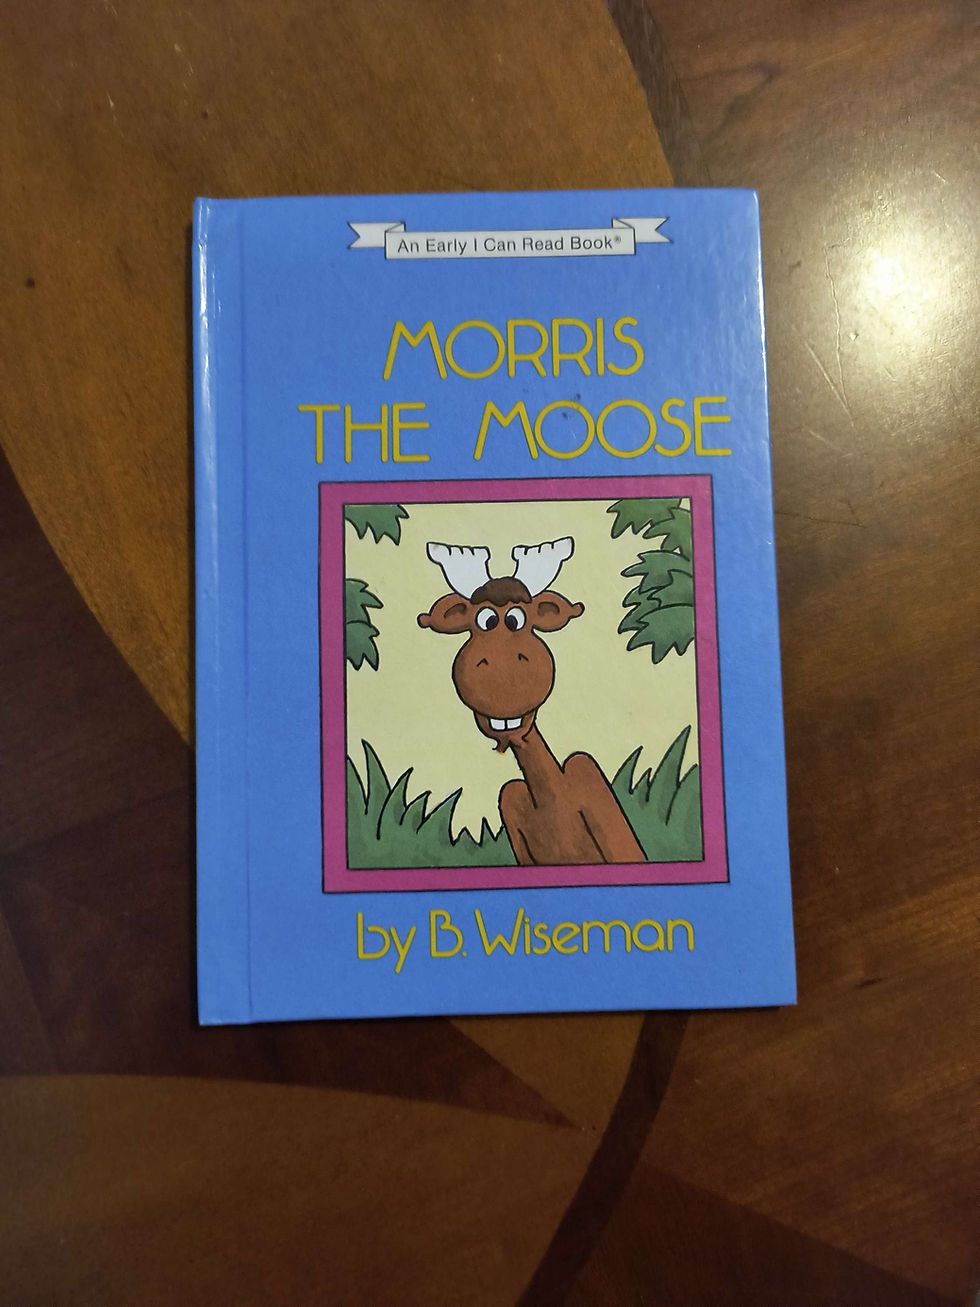 An Early I Can Read Book®
MORRIS
THE MOOSE
by B. Wiseman